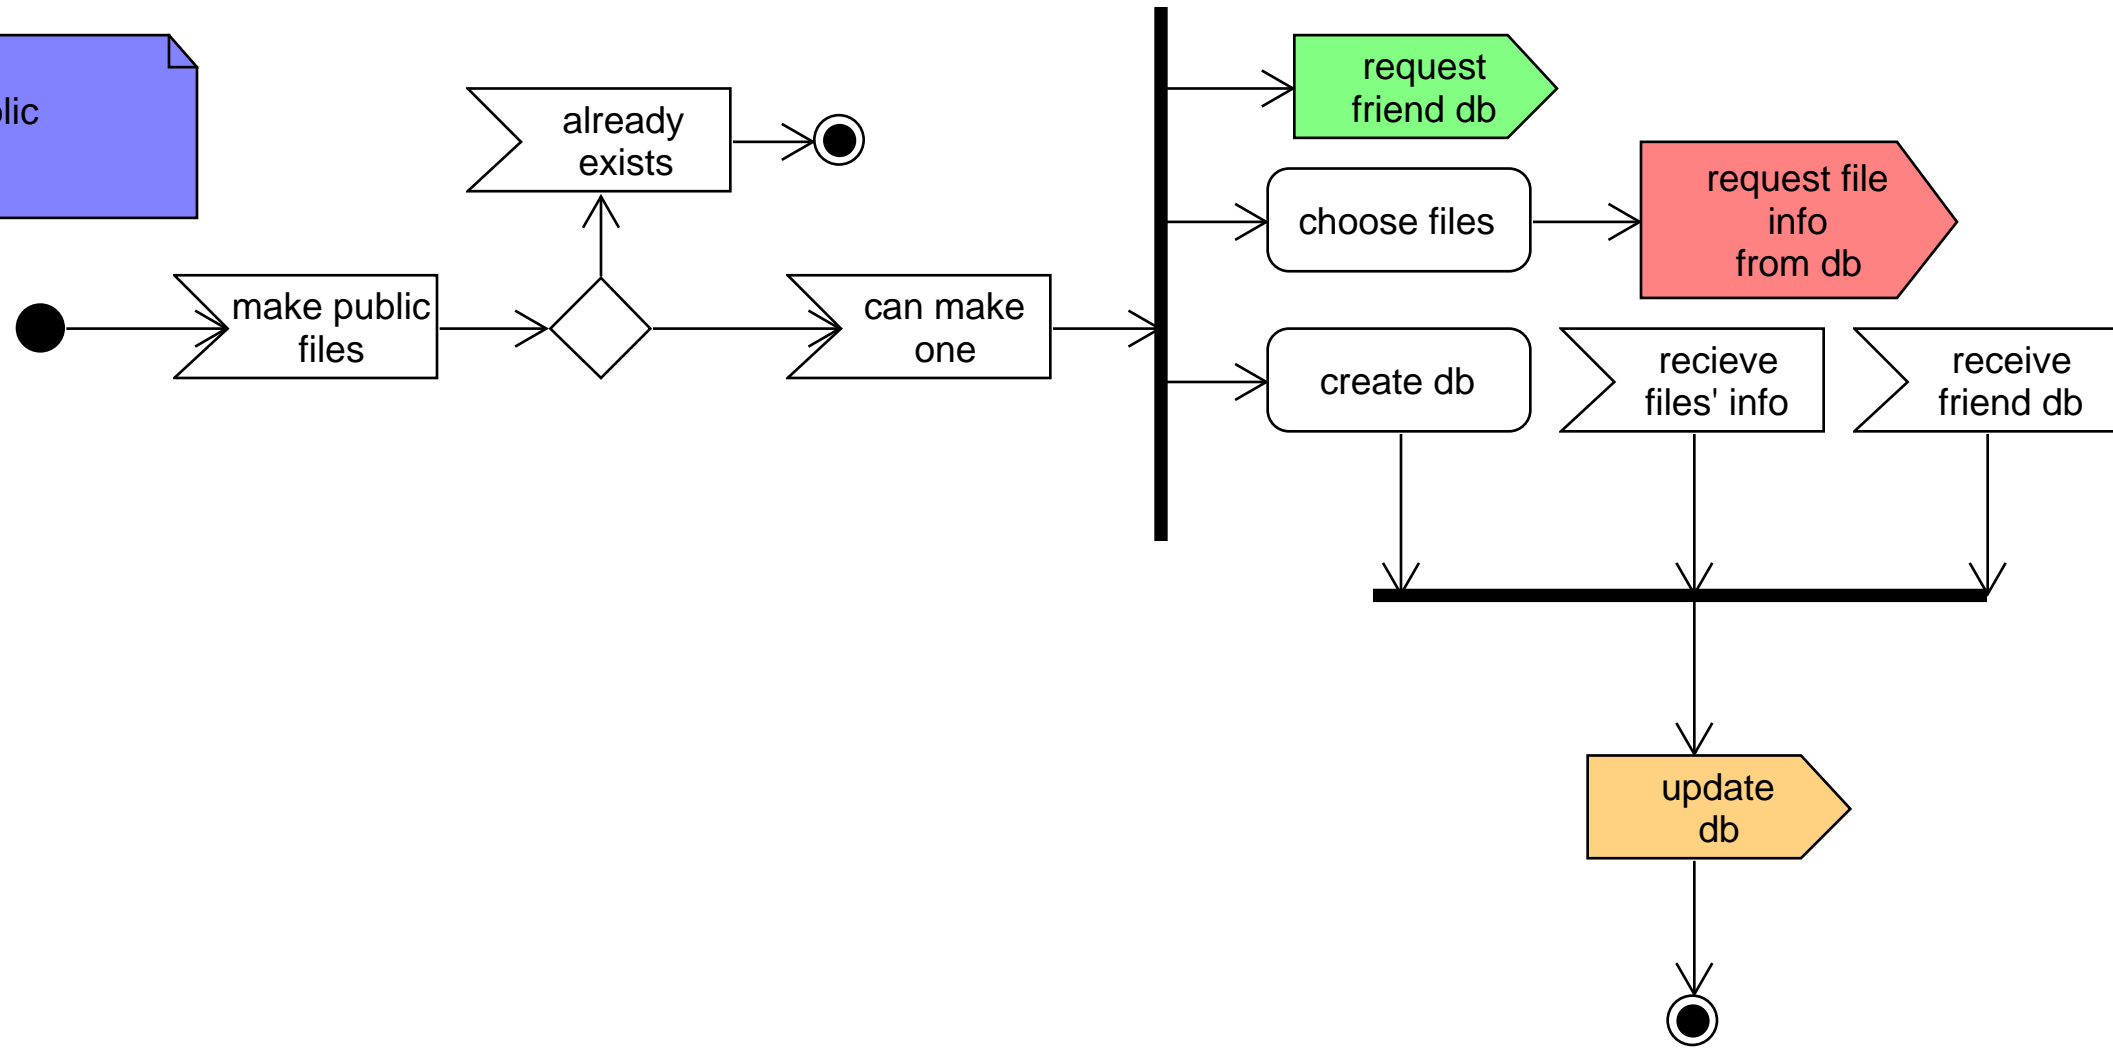 already
exists
make public
files
can make
one
request
friend db
choose files
request file
info
from db
create db
recieve
files' info
receive
friend db
update
db